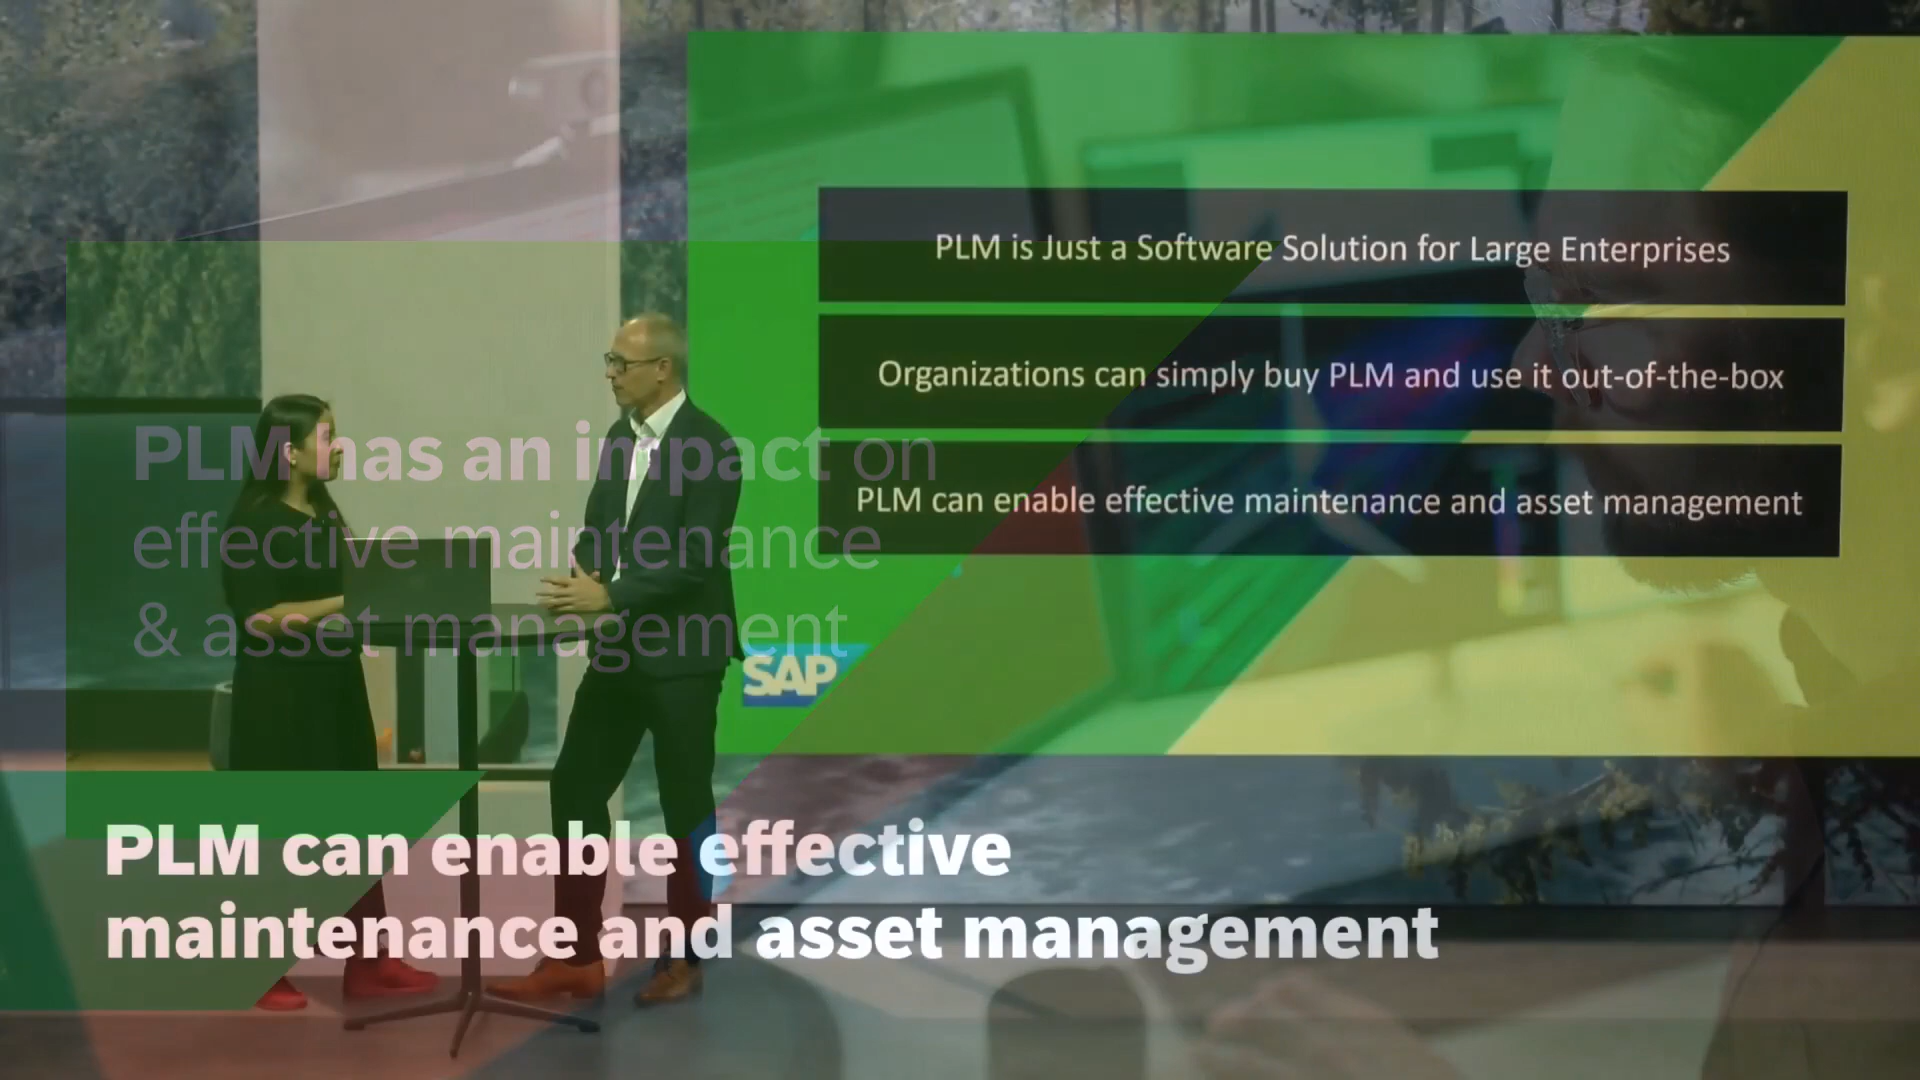 PLM is Just a Software Solution for Large Enterprises
Organizations can simply buy PLM and use it out-of-the-box
PLM can enable effective maintenance and asset management
PLM has an impact on
effective maintenance
& asset management
SAP
PLM can enable effective
maintenance and asset management